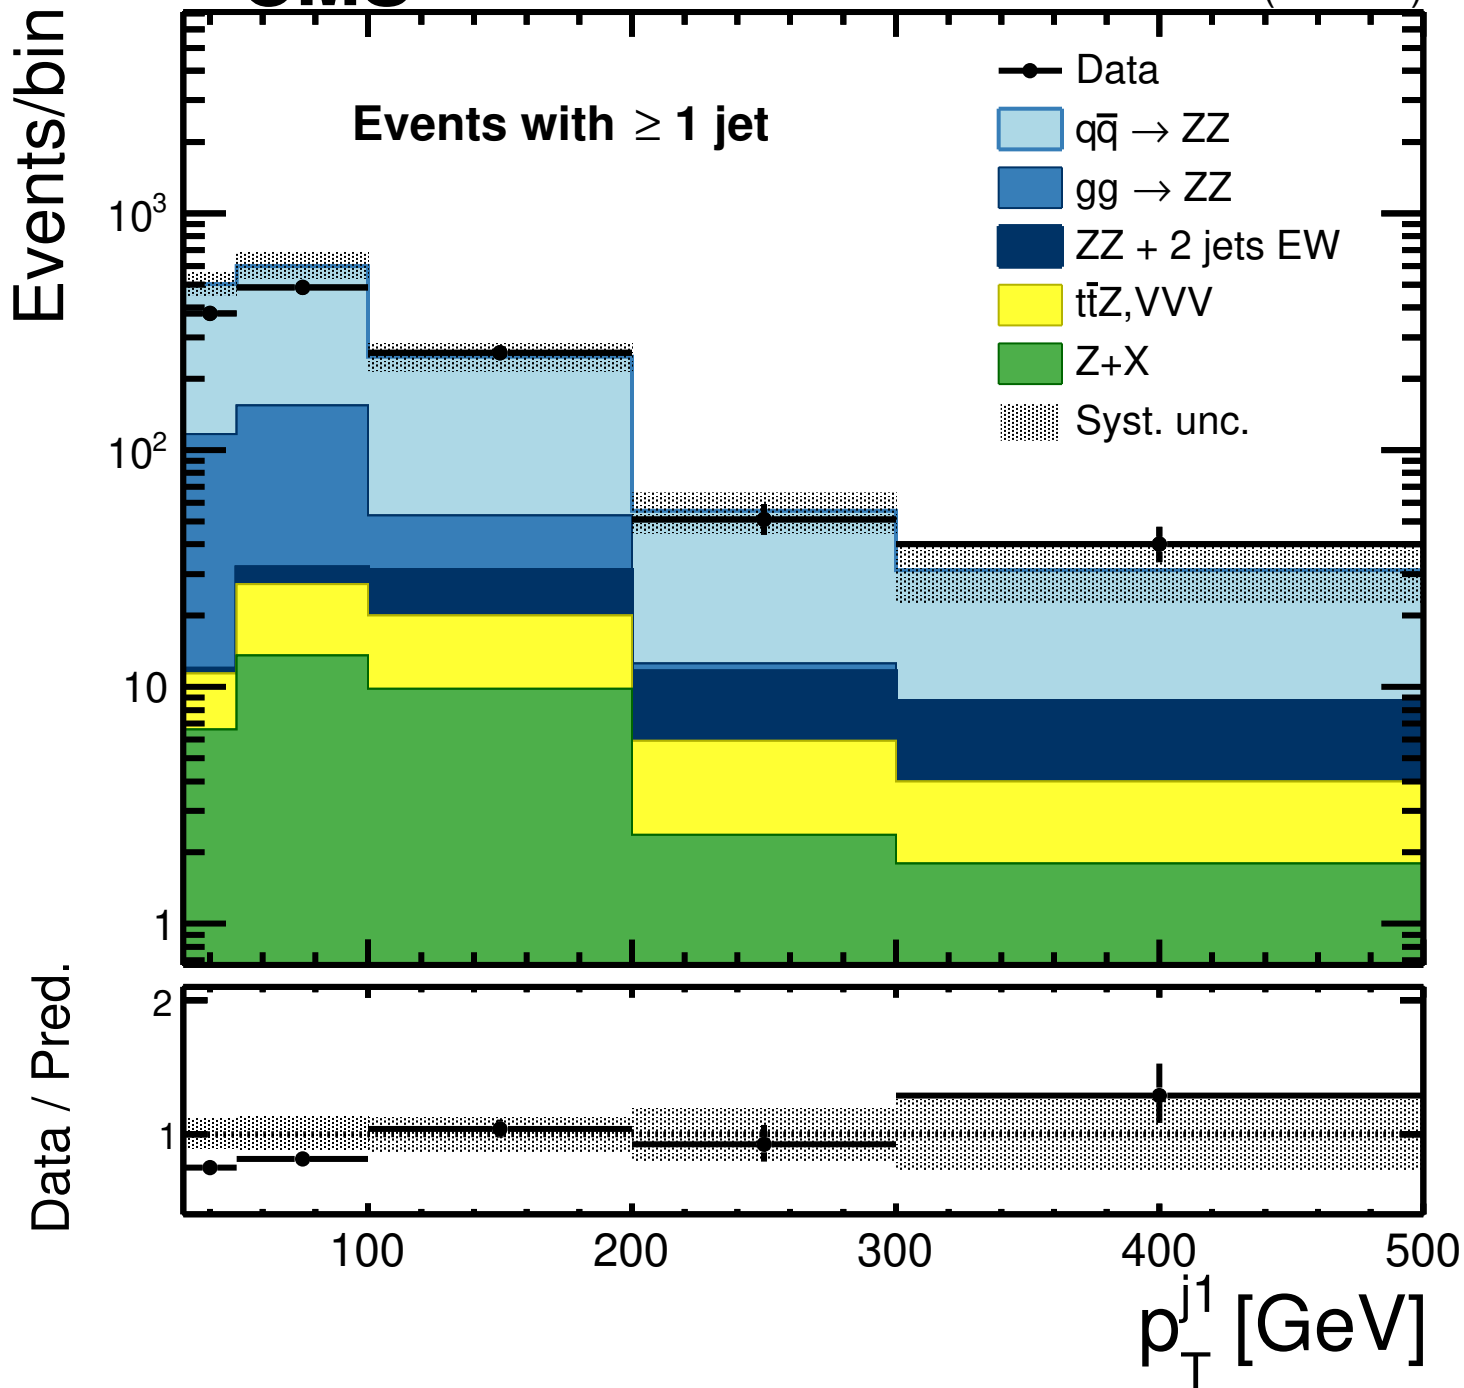 Events/bin
Events with ≥ 1 jet
Data
qq̅ → ZZ
gg → ZZ
ZZ + 2 jets EW
tt̅Z,VVV
Z+X
Syst. unc.
10³
10²
10
1
Data / Pred.
2
1
100 200 300 400 500
p_T^j1 [GeV]